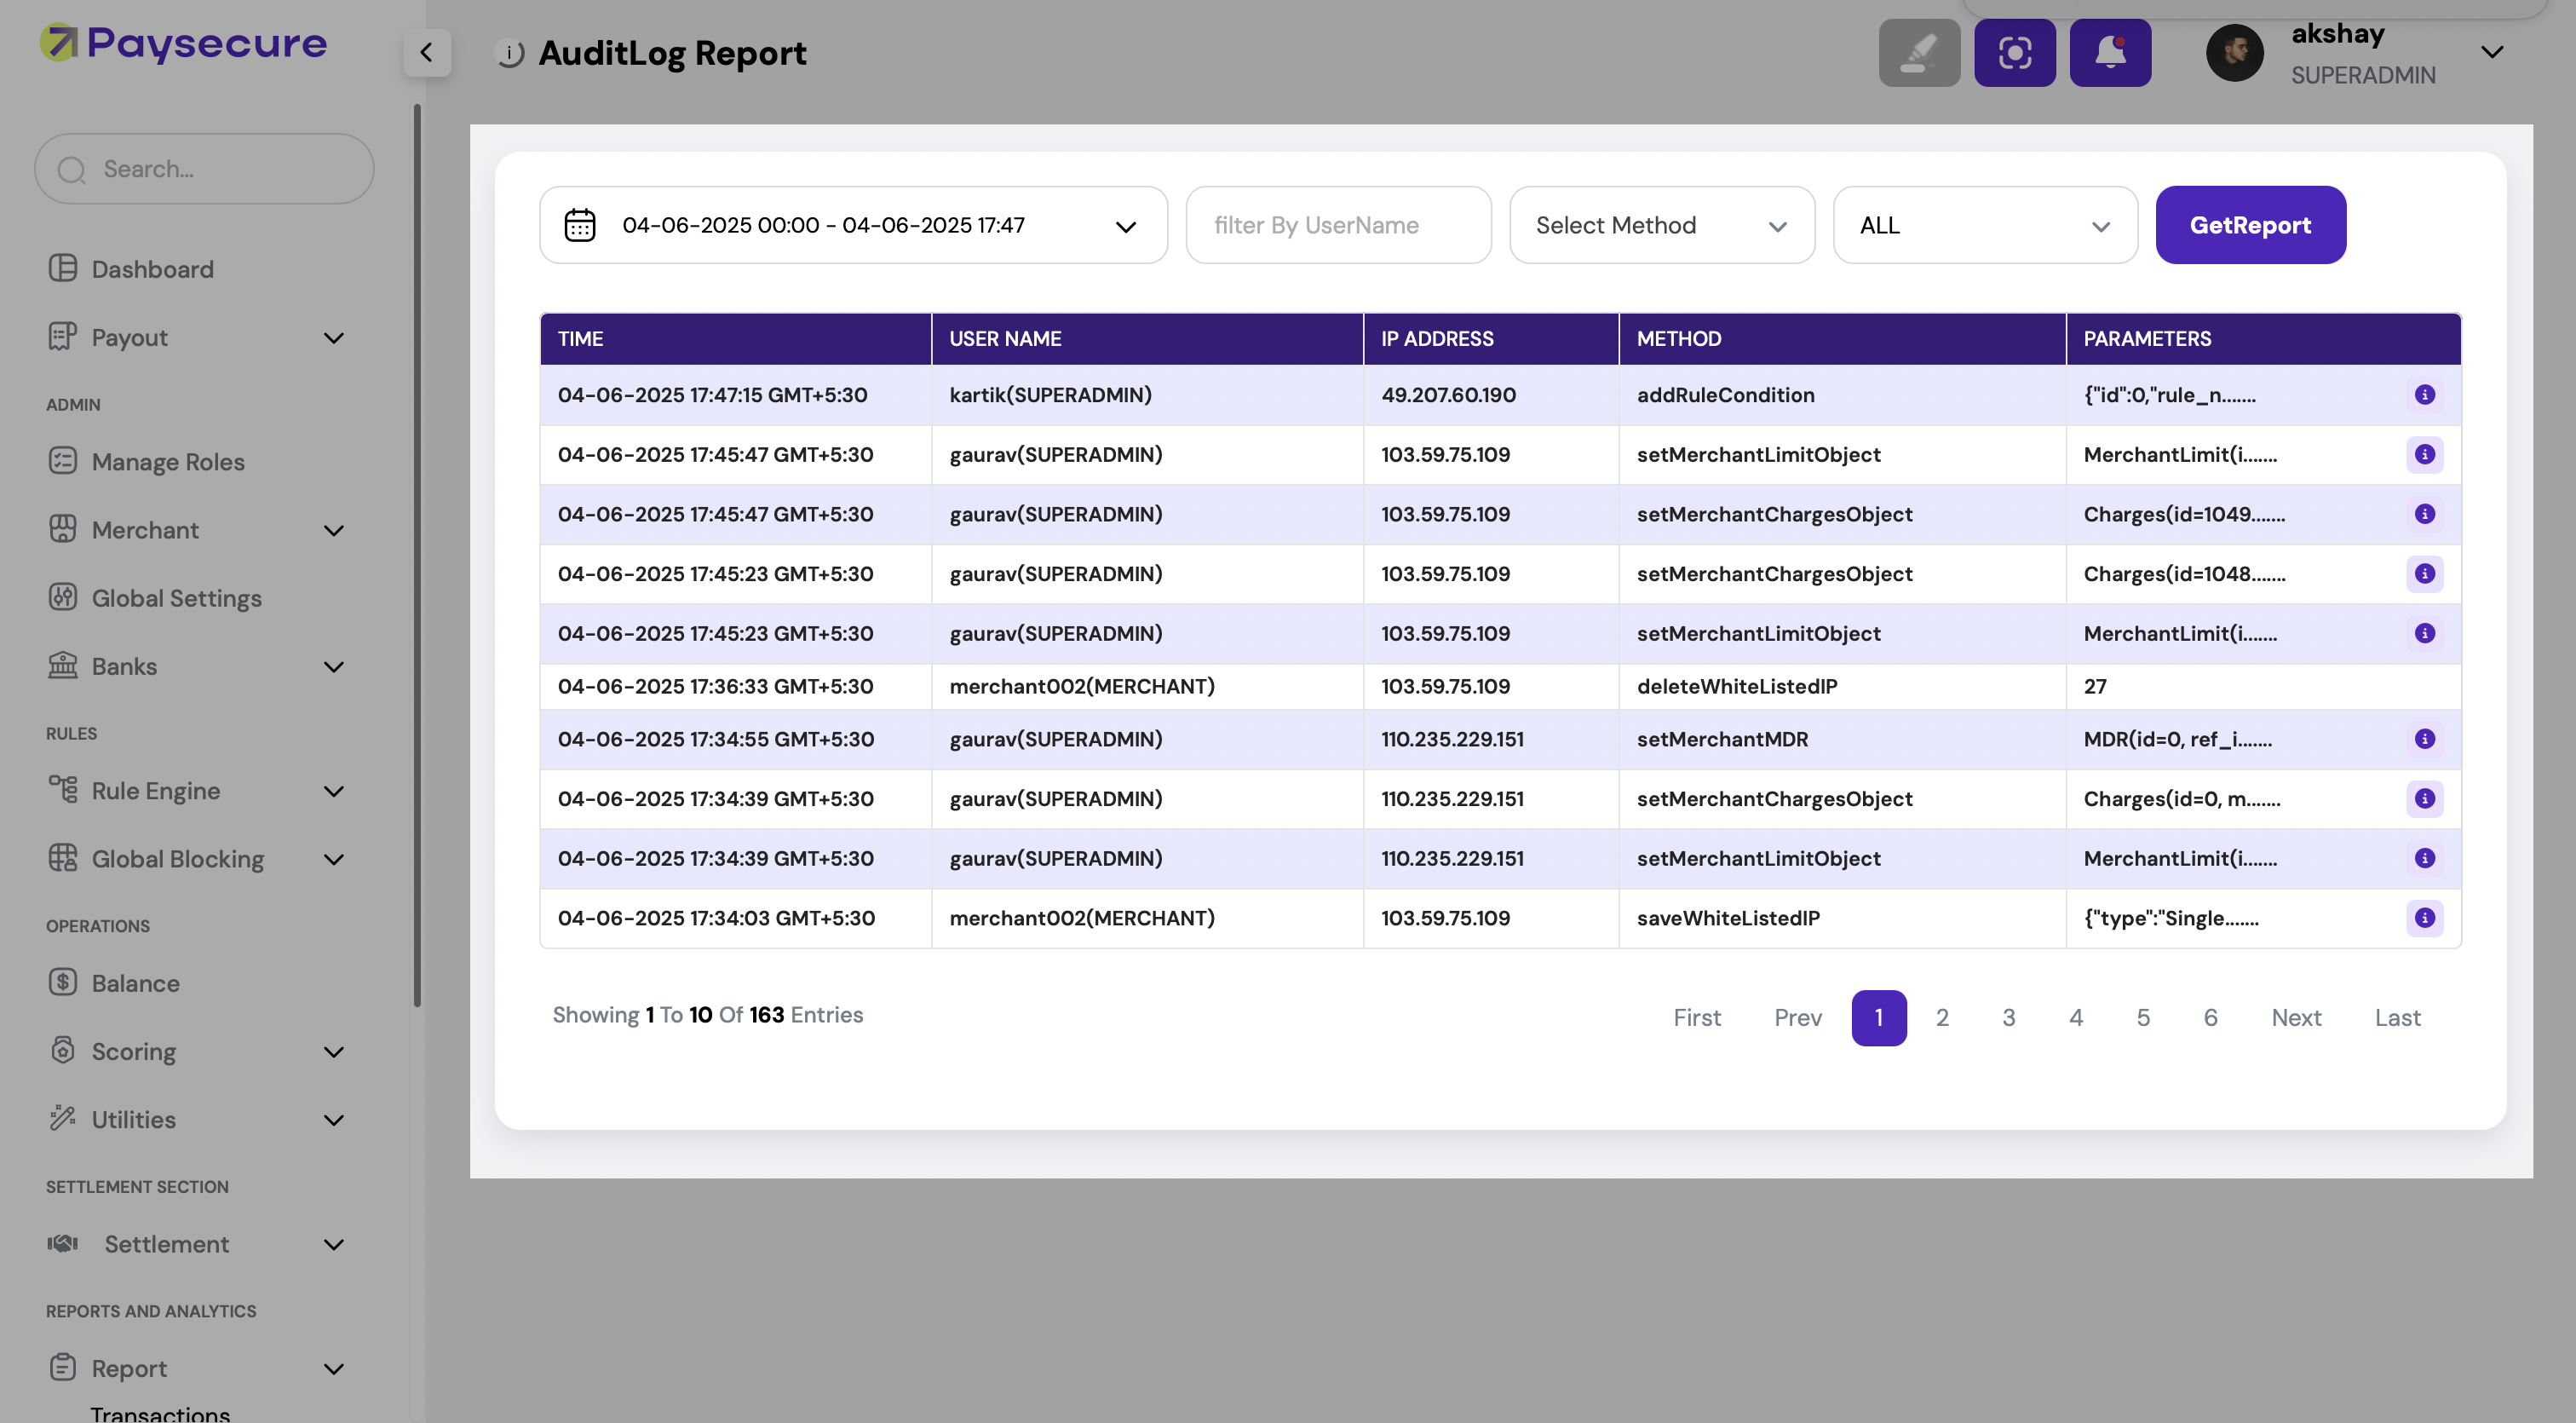 Paysecure
Search...
Dashboard
Payout
ADMIN
Manage Roles
Merchant
Global Settings
Banks
RULES
Rule Engine
Global Blocking
OPERATIONS
Balance
Scoring
Utilities
SETTLEMENT SECTION
Settlement
REPORTS AND ANALYTICS
Report
Transactions
AuditLog Report
akshay
SUPERADMIN
04-06-2025 00:00 - 04-06-2025 17:47 filter By UserName Select Method ALL GetReport
TIME USER NAME IP ADDRESS METHOD PARAMETERS
04-06-2025 17:47:15 GMT+5:30 kartik(SUPERADMIN) 49.207.60.190 addRuleCondition {"id":0,"rule_n.......
04-06-2025 17:45:47 GMT+5:30 gaurav(SUPERADMIN) 103.59.75.109 setMerchantLimitObject MerchantLimit(i.......
04-06-2025 17:45:47 GMT+5:30 gaurav(SUPERADMIN) 103.59.75.109 setMerchantChargesObject Charges(id=1049.......
04-06-2025 17:45:23 GMT+5:30 gaurav(SUPERADMIN) 103.59.75.109 setMerchantChargesObject Charges(id=1048.......
04-06-2025 17:45:23 GMT+5:30 gaurav(SUPERADMIN) 103.59.75.109 setMerchantLimitObject MerchantLimit(i.......
04-06-2025 17:36:33 GMT+5:30 merchant002(MERCHANT) 103.59.75.109 deleteWhiteListedIP 27
04-06-2025 17:34:55 GMT+5:30 gaurav(SUPERADMIN) 110.235.229.151 setMerchantMDR MDR(id=0, ref_i.......
04-06-2025 17:34:39 GMT+5:30 gaurav(SUPERADMIN) 110.235.229.151 setMerchantChargesObject Charges(id=0, m.......
04-06-2025 17:34:39 GMT+5:30 gaurav(SUPERADMIN) 110.235.229.151 setMerchantLimitObject MerchantLimit(i.......
04-06-2025 17:34:03 GMT+5:30 merchant002(MERCHANT) 103.59.75.109 saveWhiteListedIP {"type":"Single.......
Showing 1 To 10 Of 163 Entries First Prev 1 2 3 4 5 6 Next Last